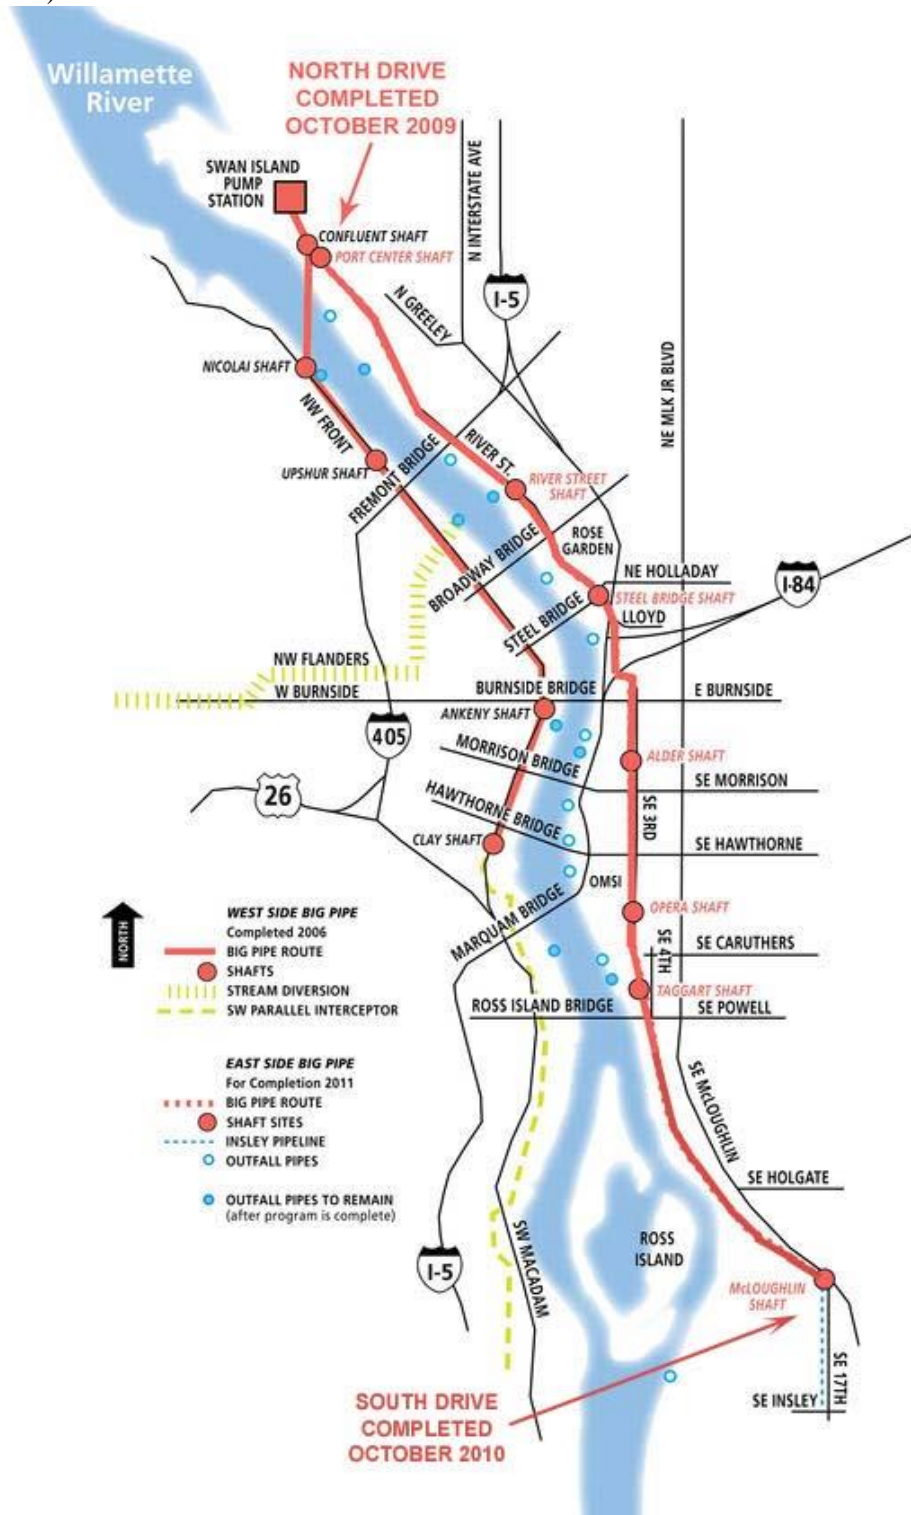 Willamette
River
NORTH DRIVE
COMPLETED
OCTOBER 2009
SWAN ISLAND
PUMP
STATION
CONFLUENT SHAFT
PORT CENTER SHAFT
N INTERSTATE AVE
I-5
N GREELEY
NE MLK JR BLVD
NICOLAI SHAFT
NW FRONT
UPSHUR SHAFT
FREMONT BRIDGE
RIVER ST.
RIVER STREET
SHAFT
ROSE
GARDEN
BROADWAY BRIDGE
NE HOLLADAY
I-84
STEEL BRIDGE
STEEL BRIDGE SHAFT
LLOYD
NW FLANDERS
W BURNSIDE
BURNSIDE BRIDGE
E BURNSIDE
ANKENY SHAFT
405
MORRISON BRIDGE
ALDER SHAFT
SE MORRISON
26
HAWTHORNE BRIDGE
SE 3RD
CLAY SHAFT
SE HAWTHORNE
OMSI
MARQUAM BRIDGE
OPERA SHAFT
SE 4TH
SE CARUTHERS
TAGGART SHAFT
ROSS ISLAND BRIDGE
SE POWELL
NORTH
WEST SIDE BIG PIPE
Completed 2006
BIG PIPE ROUTE
SHAFTS
STREAM DIVERSION
SW PARALLEL INTERCEPTOR
EAST SIDE BIG PIPE
For Completion 2011
BIG PIPE ROUTE
SHAFT SITES
INSLEY PIPELINE
OUTFALL PIPES
OUTFALL PIPES TO REMAIN
(after program is complete)
SE McLOUGHLIN
SE HOLGATE
ROSS
ISLAND
SW MACADAM
I-5
McLOUGHLIN
SHAFT
SE 17TH
SE INSLEY
SOUTH DRIVE
COMPLETED
OCTOBER 2010